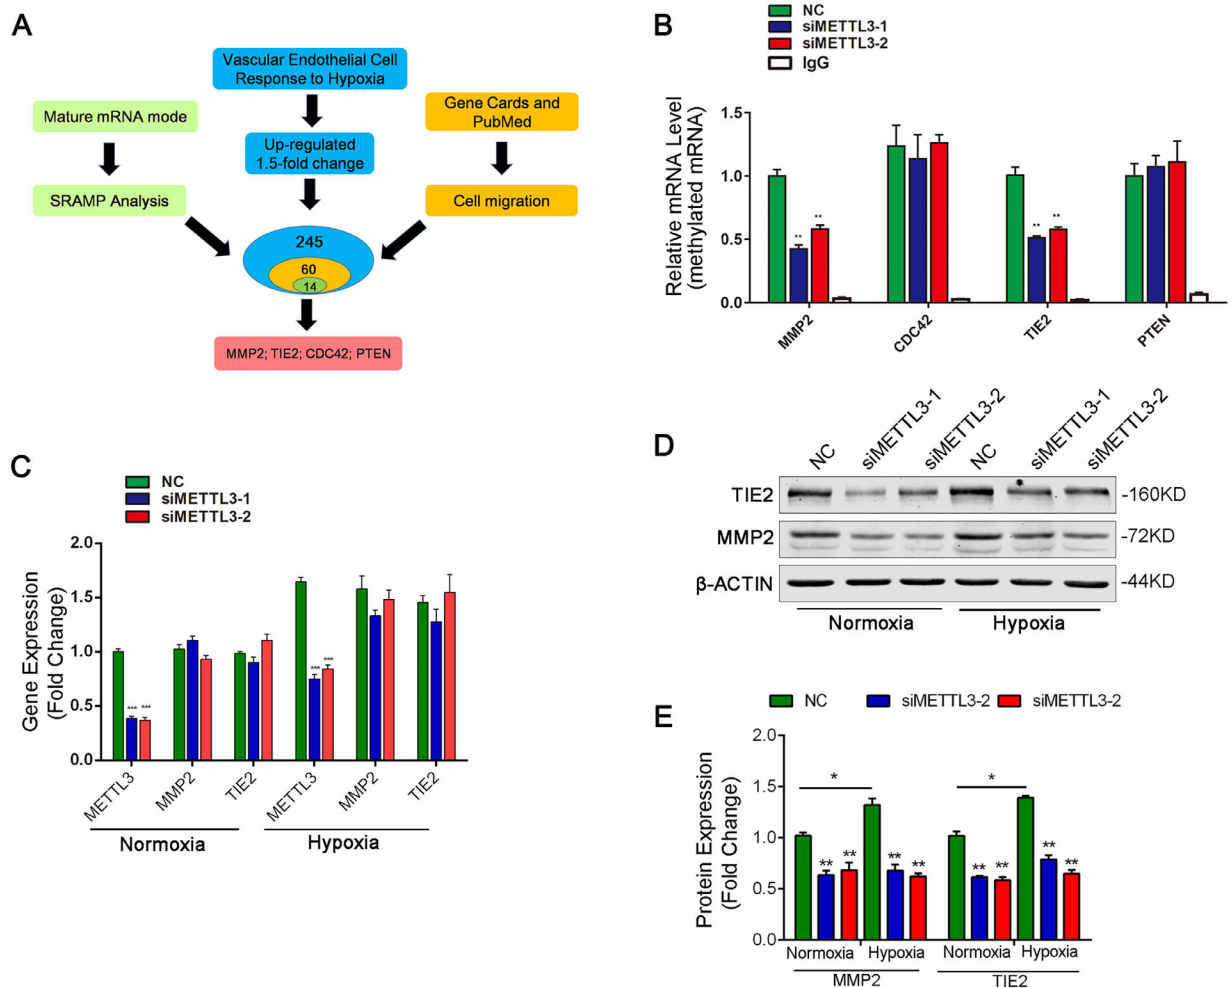 A
Vascular Endothelial Cell
Response to Hypoxia
Mature mRNA mode
Gene Cards and
PubMed
Up-regulated
1.5-fold change
SRAMP Analysis
Cell migration
245
60
14
MMP2; TIE2; CDC42; PTEN
B
NC
siMETTL3-1
siMETTL3-2
IgG
Relative mRNA Level
(methylated mRNA)
1.5
1.0
0.5
0.0
** **
** **
MMP2
CDC42
TIE2
PTEN
C
NC
siMETTL3-1
siMETTL3-2
Gene Expression
(Fold Change)
2.0
1.5
1.0
0.5
0.0
*** ***
*** ***
METTL3
MMP2
TIE2
METTL3
MMP2
TIE2
Normoxia
Hypoxia
D
NC
siMETTL3-1
siMETTL3-2
NC
siMETTL3-1
siMETTL3-2
TIE2
-160KD
MMP2
-72KD
β-ACTIN
-44KD
Normoxia
Hypoxia
E
NC
siMETTL3-2
siMETTL3-2
Protein Expression
(Fold Change)
2.0
1.5
1.0
0.5
0.0
*
*
** **
** **
** **
** **
Normoxia
Hypoxia
Normoxia
Hypoxia
MMP2
TIE2